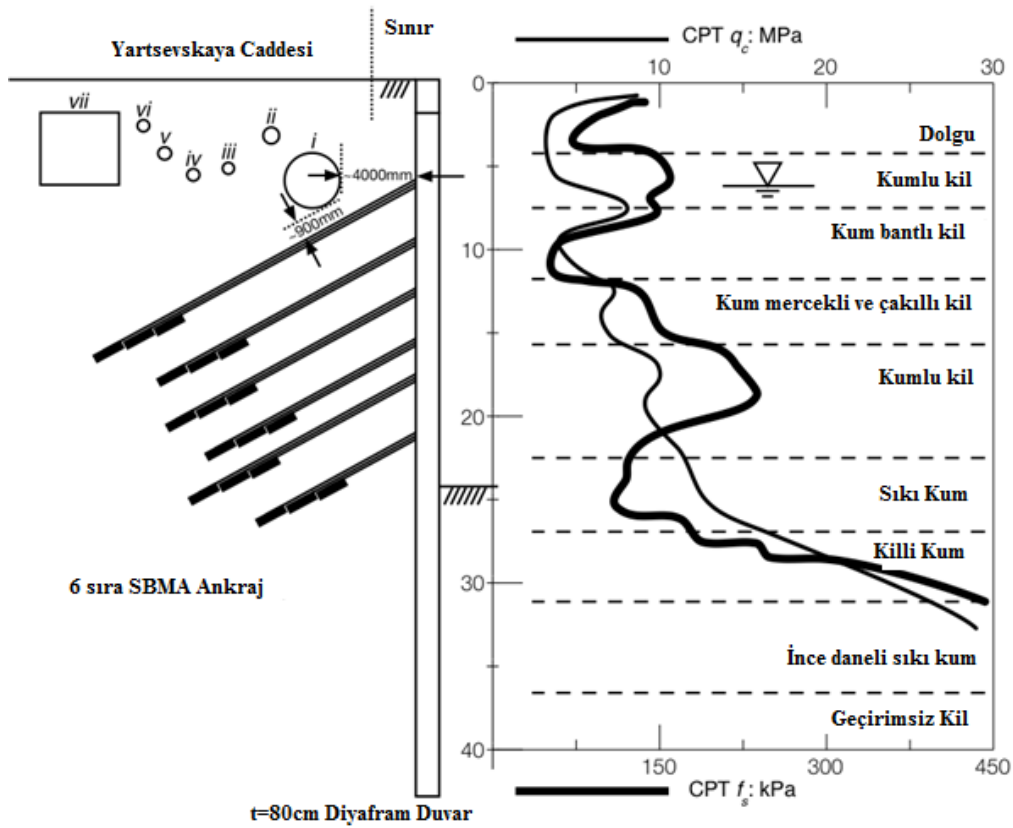 Yartsevskaya Caddesi
Sınır
vii
vi
v
iv
iii
ii
i
~4000mm
~900mm
6 sıra SBMA Ankraj
t=80cm Diyafram Duvar
CPT qc: MPa
0
10
20
30
0
10
20
30
40
Dolgu
Kumlu kil
Kum bantlı kil
Kum mercekli ve çakıllı kil
Kumlu kil
Sıkı Kum
Killi Kum
İnce daneli sıkı kum
Geçirimsiz Kil
150
300
450
CPT fs: kPa